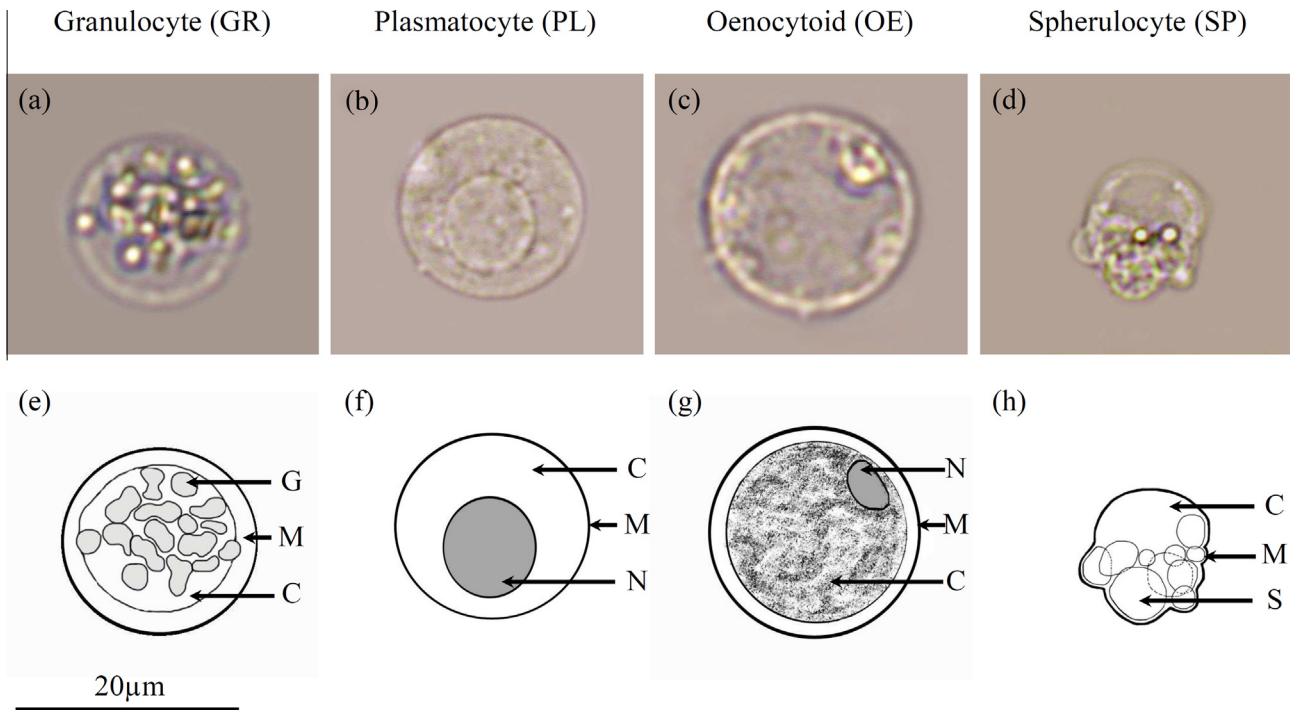 Granulocyte (GR) Plasmatocyte (PL) Oenocytoid (OE) Spherulocyte (SP)
(a) (b) (c) (d)
(e) (f) (g) (h)
G C N C
M M M M
C N C S
20µm